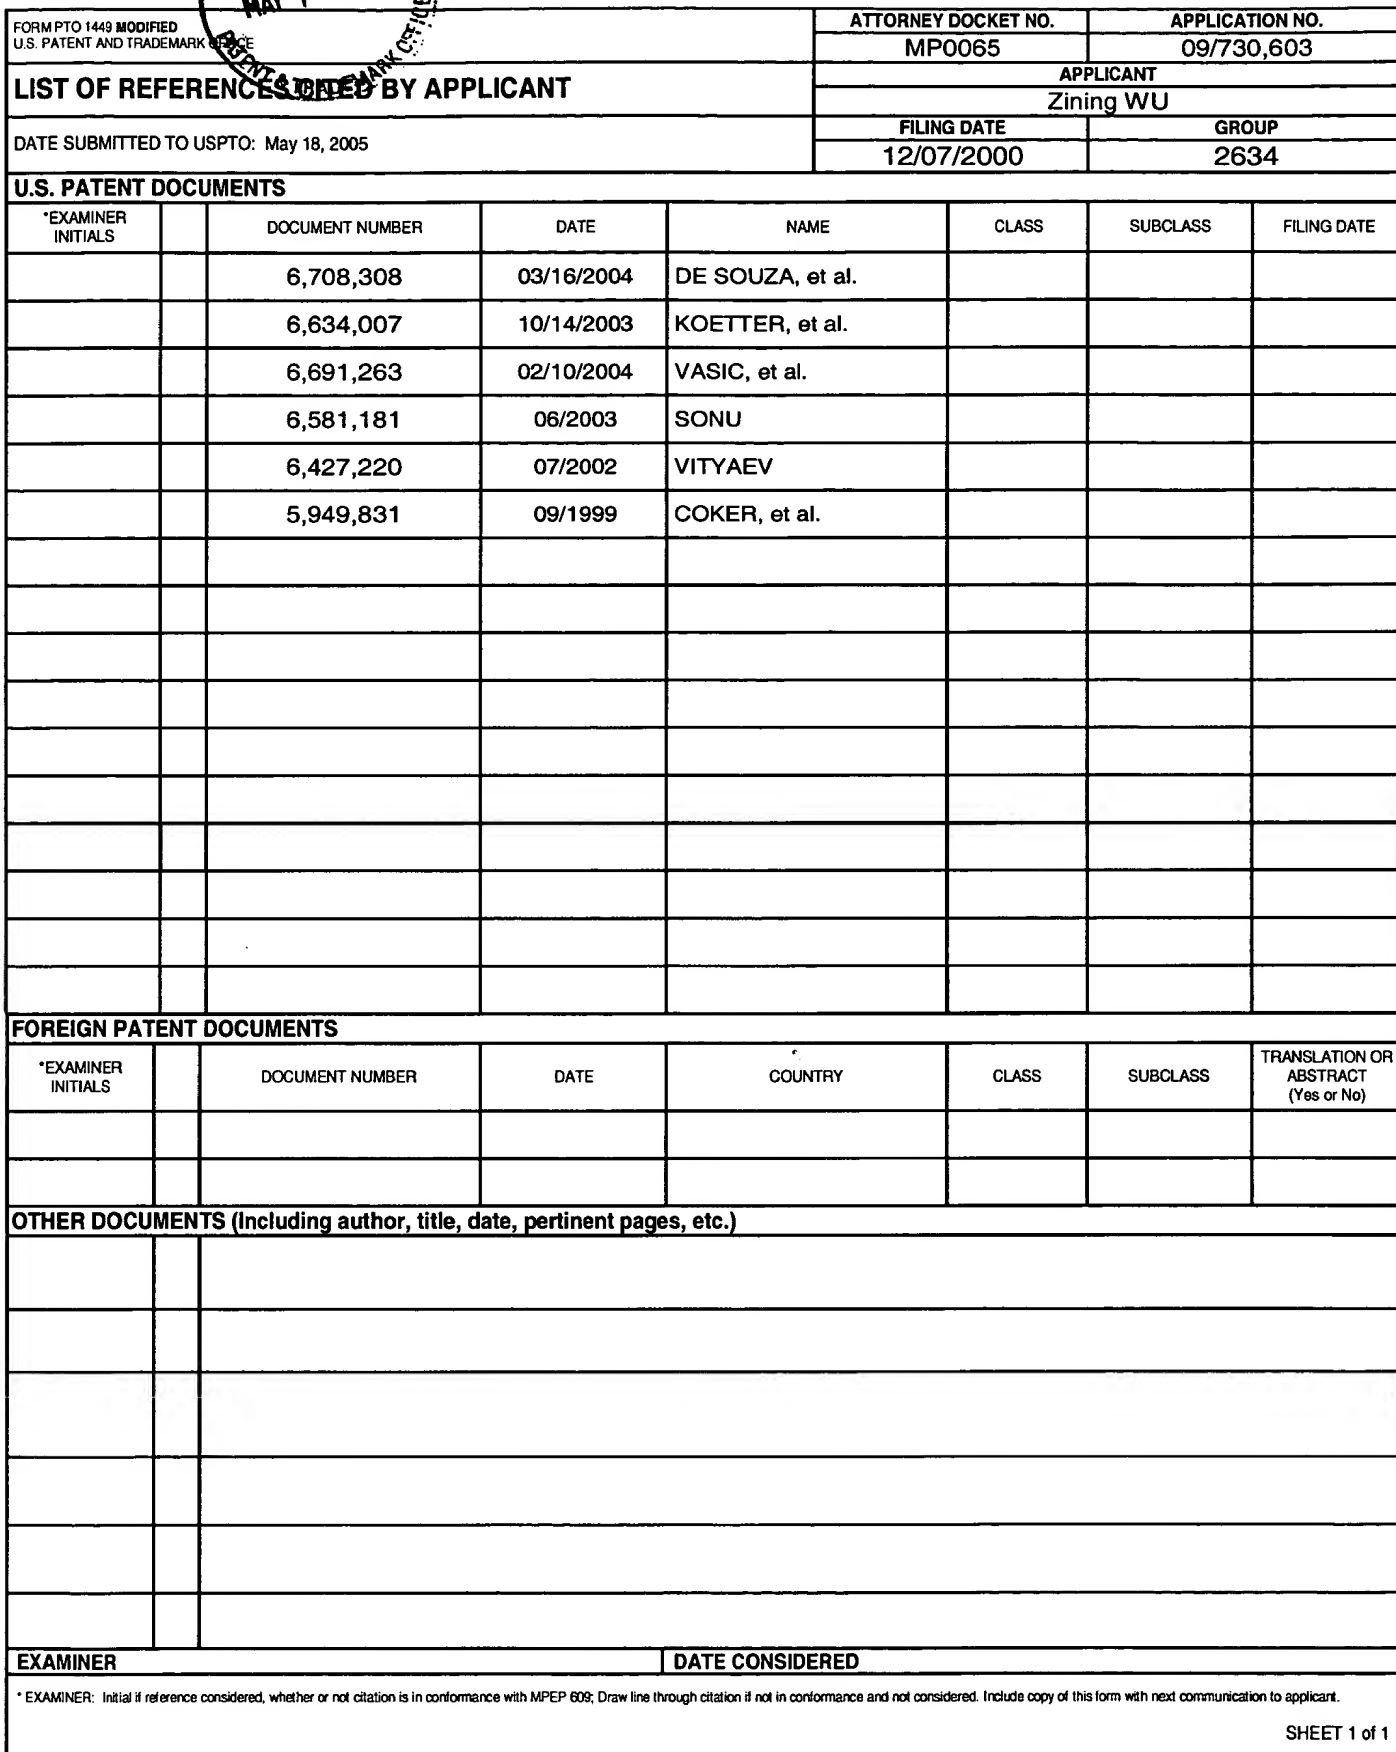 MAY
PATENT & TRADEMARK OFFICE
FORM PTO 1449 MODIFIED
U.S. PATENT AND TRADEMARK OFFICE
ATTORNEY DOCKET NO.
APPLICATION NO.
MP0065
09/730,603
LIST OF REFERENCES CITED BY APPLICANT
APPLICANT
Zining WU
DATE SUBMITTED TO USPTO: May 18, 2005
FILING DATE
GROUP
12/07/2000
2634
U.S. PATENT DOCUMENTS
*EXAMINER INITIALS DOCUMENT NUMBER DATE NAME CLASS SUBCLASS FILING DATE
6,708,308 03/16/2004 DE SOUZA, et al.
6,634,007 10/14/2003 KOETTER, et al.
6,691,263 02/10/2004 VASIC, et al.
6,581,181 06/2003 SONU
6,427,220 07/2002 VITYAEV
5,949,831 09/1999 COKER, et al.
FOREIGN PATENT DOCUMENTS
*EXAMINER INITIALS DOCUMENT NUMBER DATE COUNTRY CLASS SUBCLASS TRANSLATION OR ABSTRACT (Yes or No)
OTHER DOCUMENTS (Including author, title, date, pertinent pages, etc.)
EXAMINER DATE CONSIDERED
* EXAMINER: Initial if reference considered, whether or not citation is in conformance with MPEP 609; Draw line through citation if not in conformance and not considered. Include copy of this form with next communication to applicant.
SHEET 1 of 1